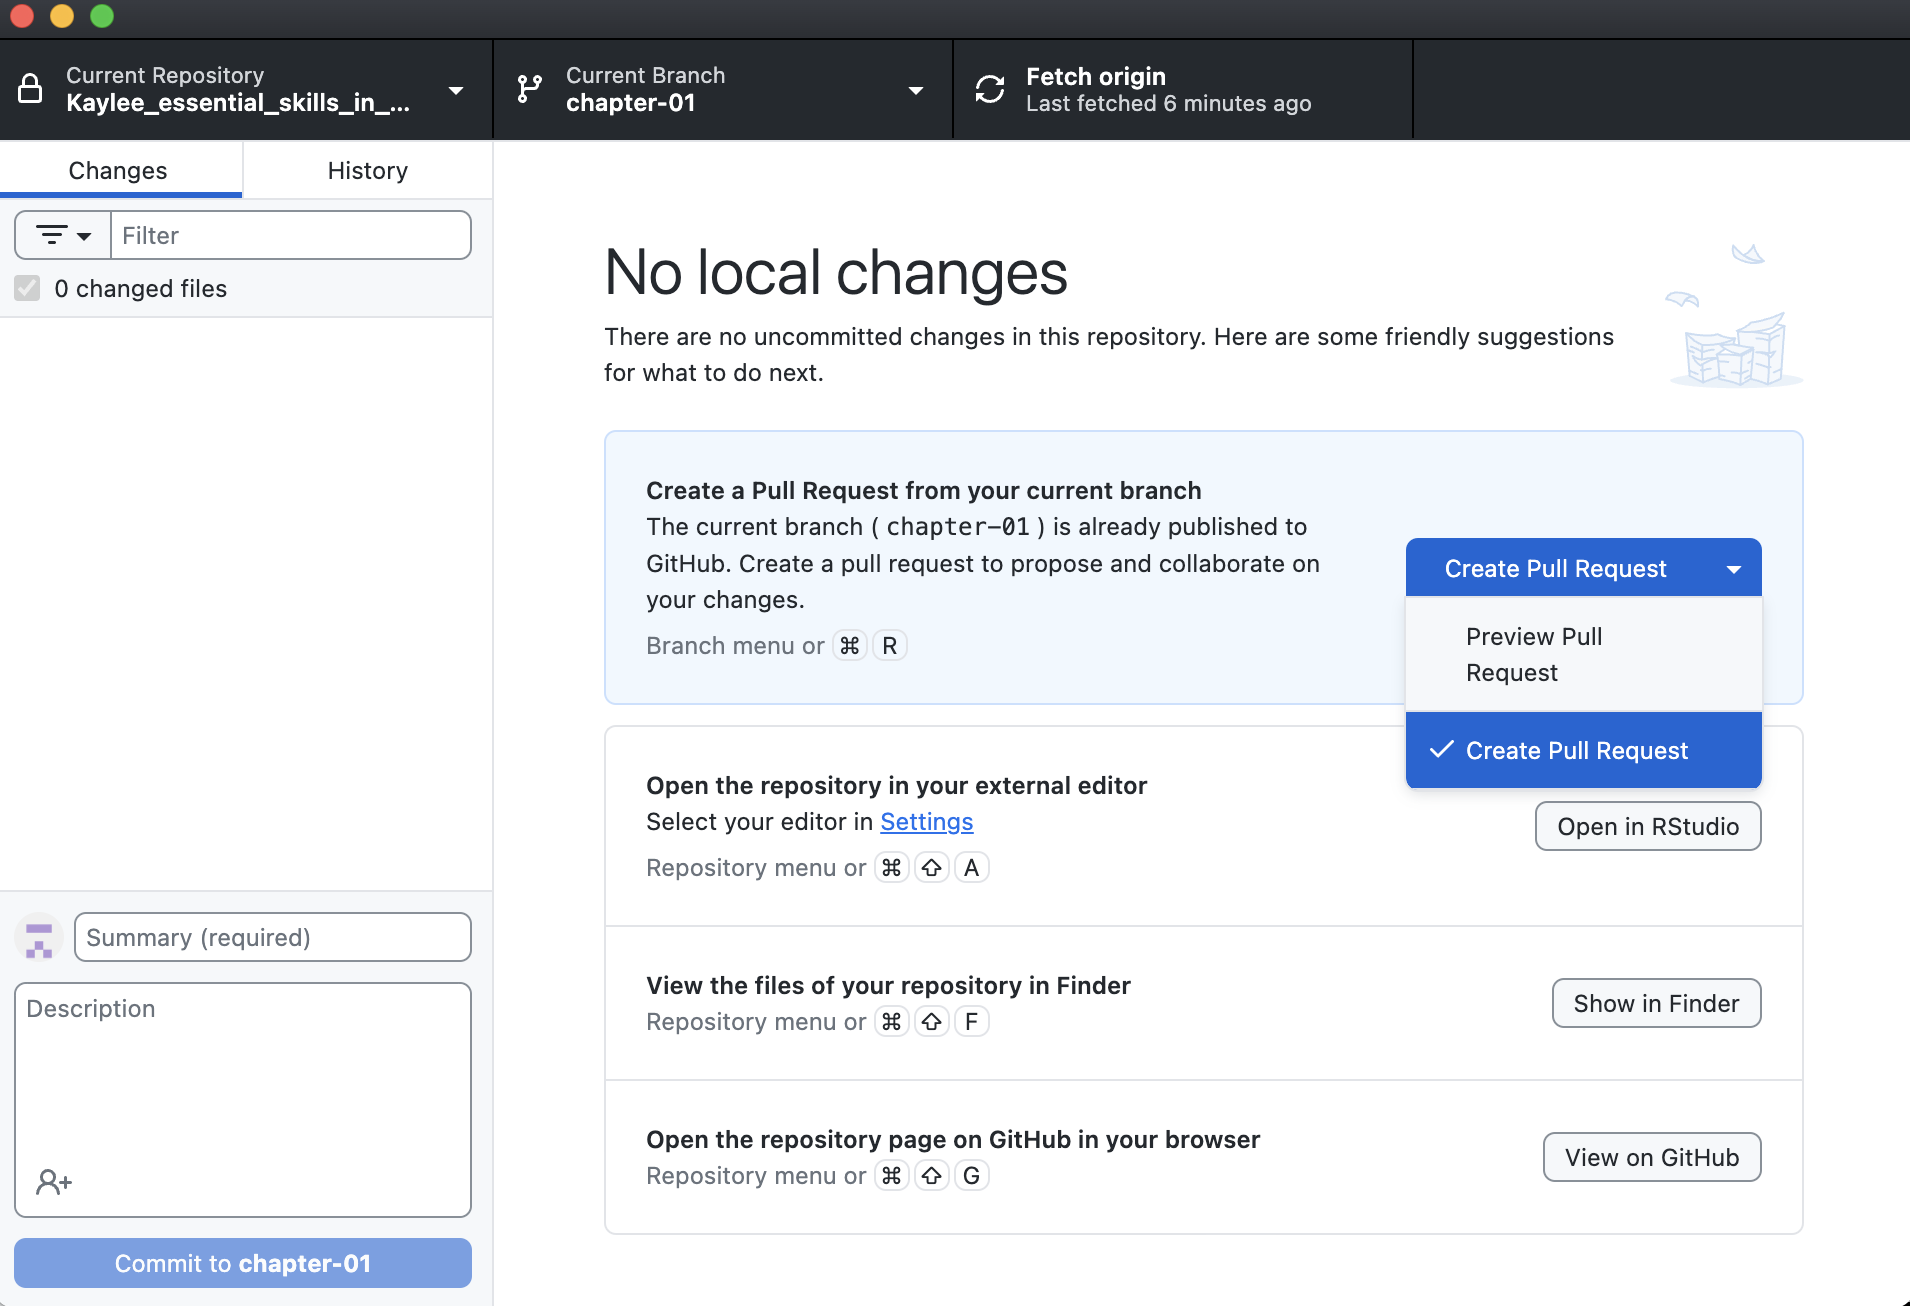 Current Repository
Kaylee_essential_skills_in_...
Current Branch
chapter-01
Fetch origin
Last fetched 6 minutes ago
Changes
History
Filter
0 changed files
No local changes
There are no uncommitted changes in this repository. Here are some friendly suggestions
for what to do next.
Create a Pull Request from your current branch
The current branch ( chapter-01 ) is already published to
GitHub. Create a pull request to propose and collaborate on
your changes.
Branch menu or ⌘ R
Create Pull Request
Preview Pull
Request
Create Pull Request
Open the repository in your external editor
Select your editor in Settings
Repository menu or ⌘ ⇧ A
Open in RStudio
View the files of your repository in Finder
Repository menu or ⌘ ⇧ F
Show in Finder
Open the repository page on GitHub in your browser
Repository menu or ⌘ ⇧ G
View on GitHub
Summary (required)
Description
Commit to chapter-01